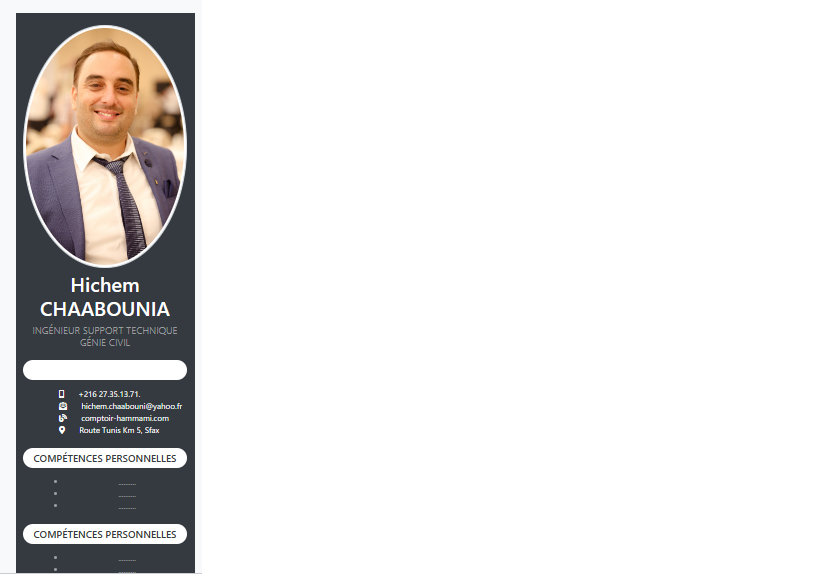 Hichem
CHAABOUNIA
INGÉNIEUR SUPPORT TECHNIQUE
GÉNIE CIVIL
+216 27.35.13.71.
hichem.chaabouni@yahoo.fr
comptoir-hammami.com
Route Tunis Km 5, Sfax
COMPÉTENCES PERSONNELLES
• .........
• .........
• .........
COMPÉTENCES PERSONNELLES
• .........
• .........